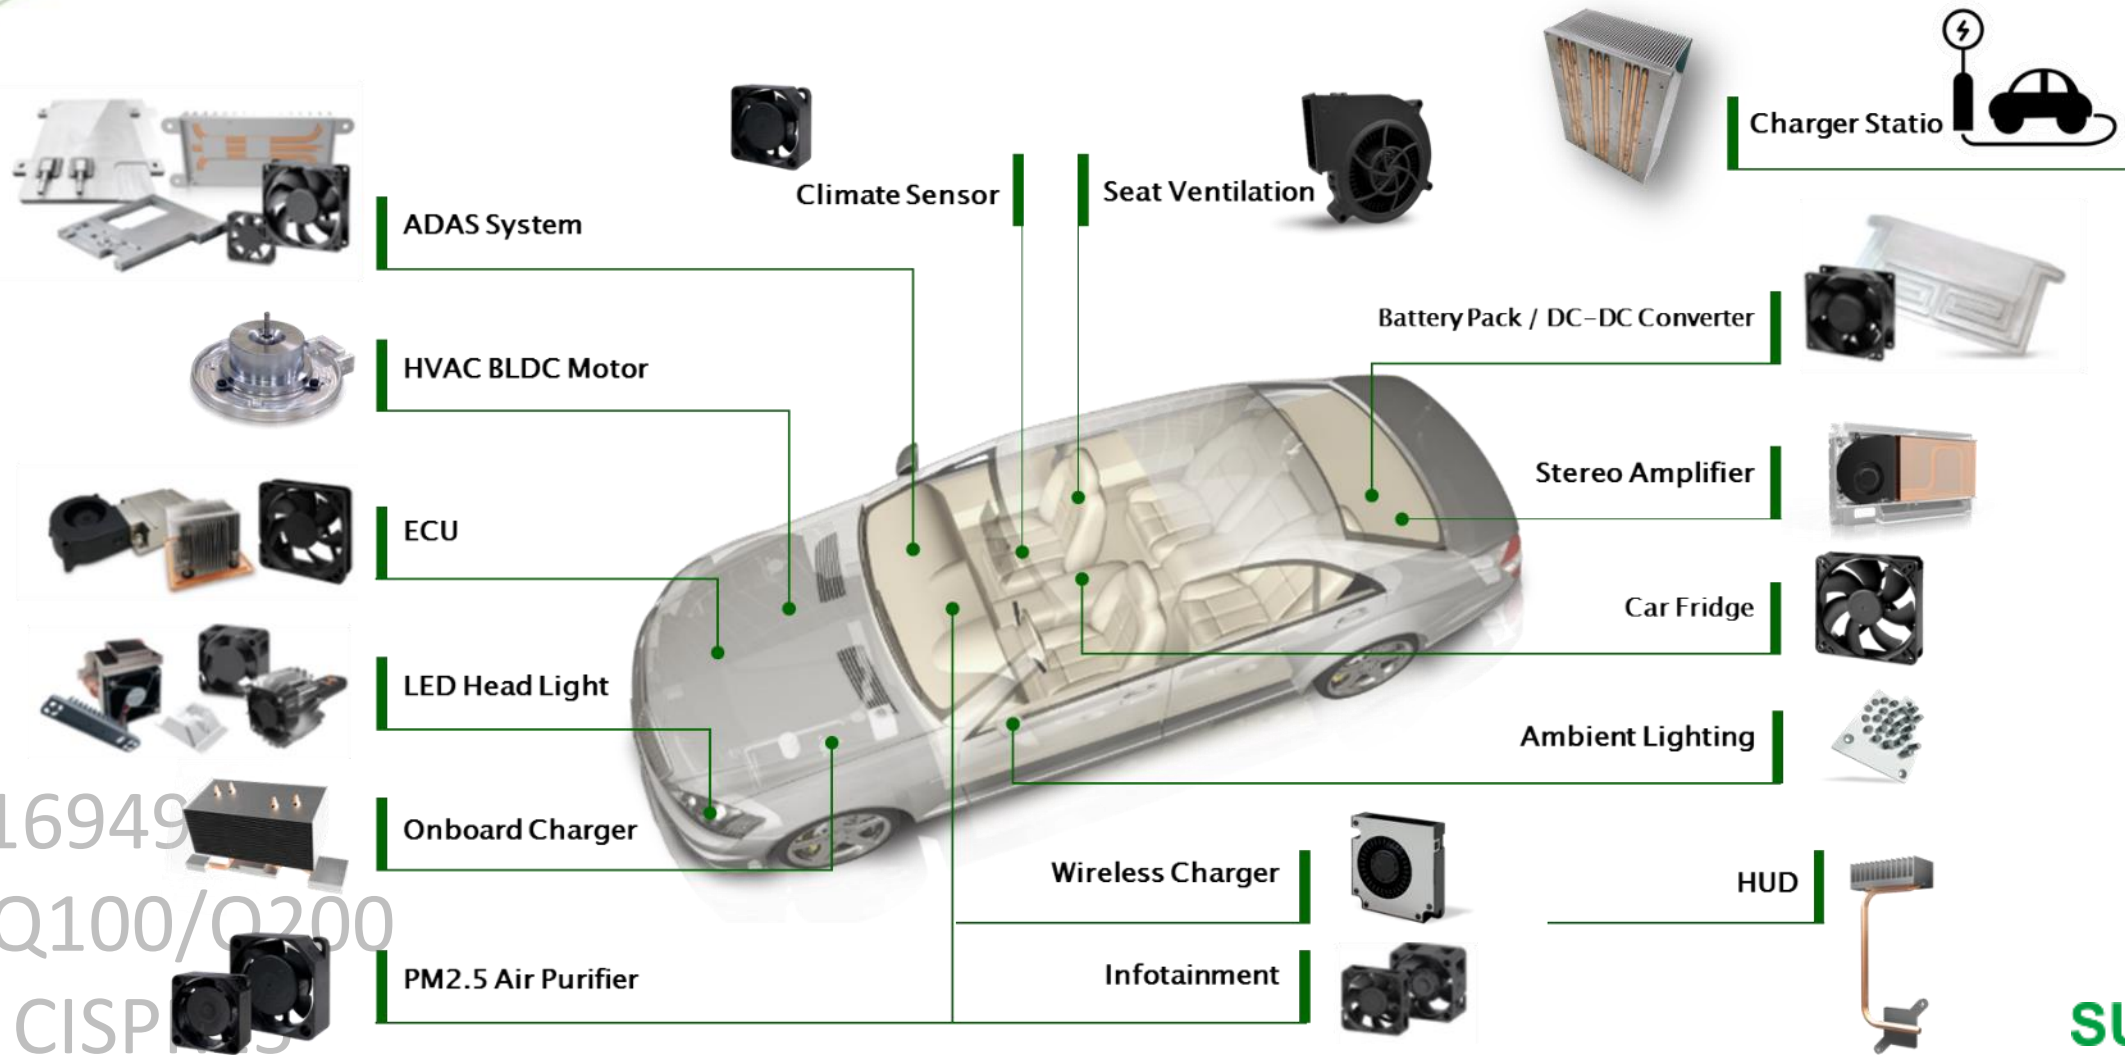 Charger Statio
Climate Sensor
Seat Ventilation
ADAS System
Battery Pack / DC-DC Converter
HVAC BLDC Motor
Stereo Amplifier
ECU
Car Fridge
LED Head Light
Ambient Lighting
16949
Onboard Charger
Wireless Charger
HUD
Q100/Q200
PM2.5 Air Purifier
Infotainment
CISP
SU